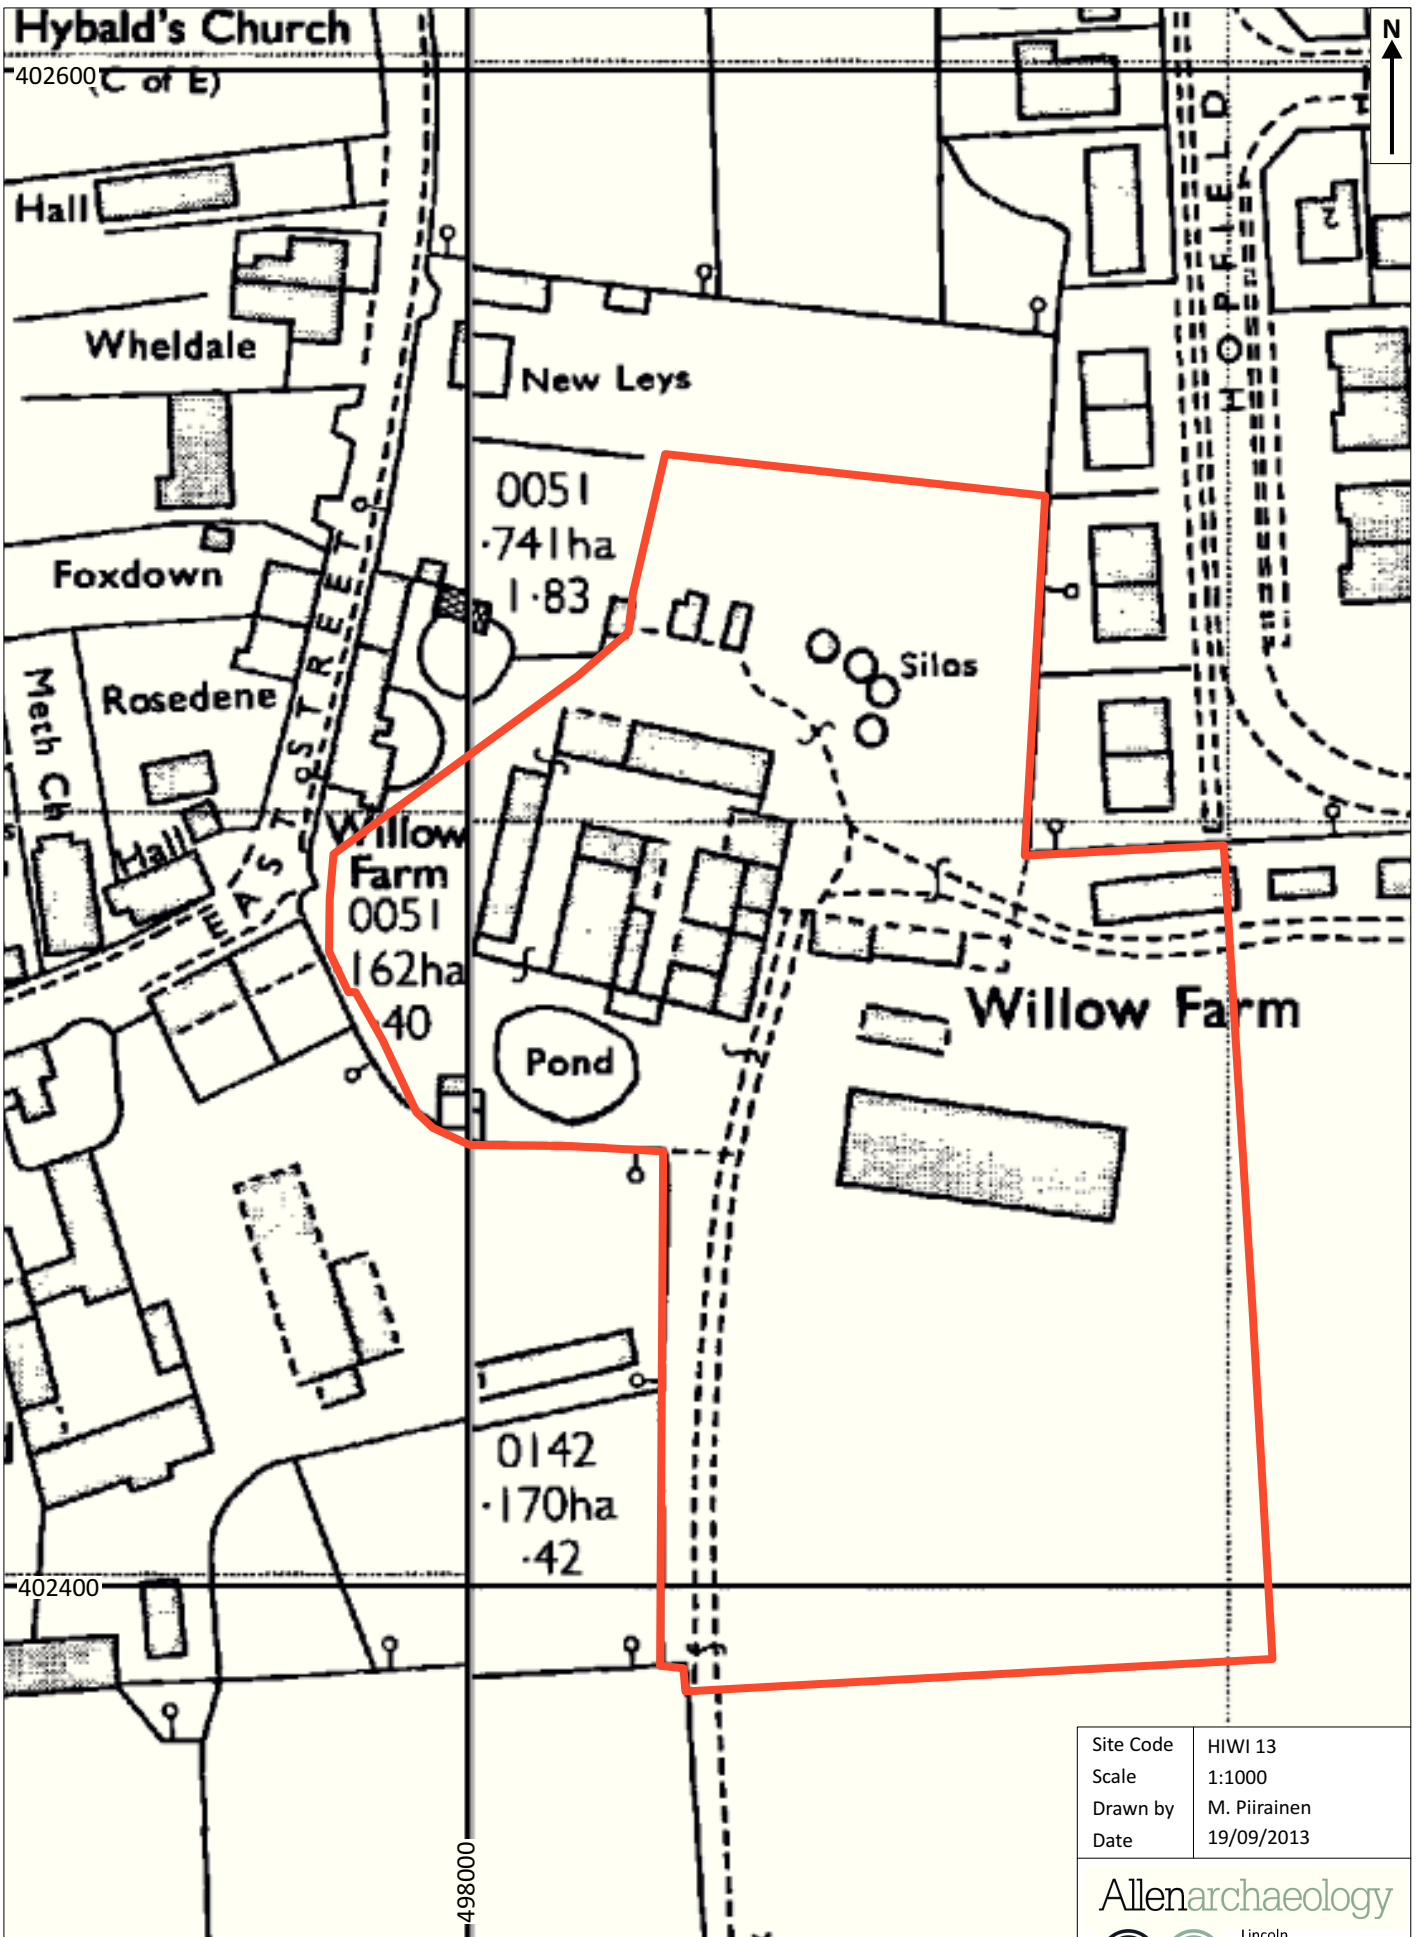 Hybald's Church
(C of E)
402600
N
Hall
HOPFIELD
2
Wheldale
New Leys
0051
·741ha
1·83
Foxdown
EAST STREET
Meth Ch
Rosedene
Silos
Hall
Willow
Farm
0051
162ha
40
Willow Farm
Pond
0142
·170ha
·42
402400
498000
Site Code HIWI 13
Scale 1:1000
Drawn by M. Piirainen
Date 19/09/2013
Allenarchaeology
Lincoln